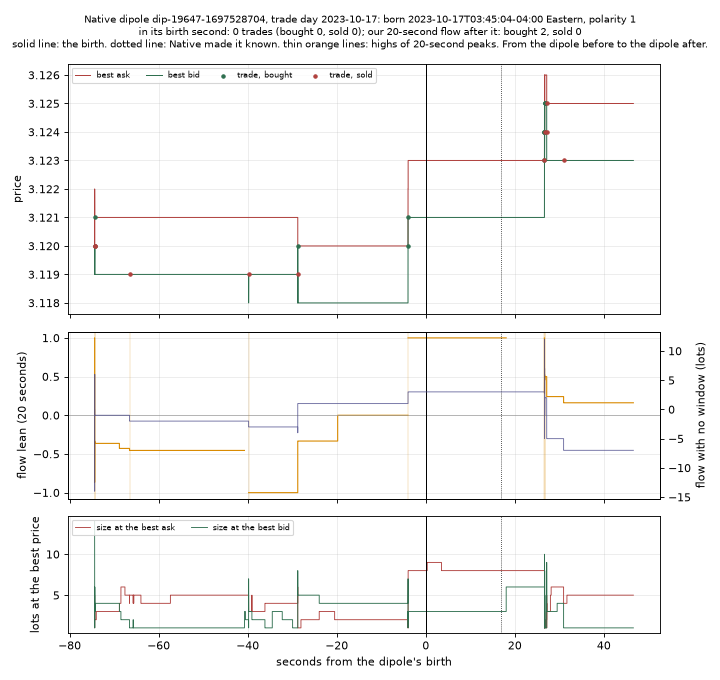 Native dipole dip-19647-1697528704, trade day 2023-10-17: born 2023-10-17T03:45:04-04:00 Eastern, polarity 1
in its birth second: 0 trades (bought 0, sold 0); our 20-second flow after it: bought 2, sold 0
solid line: the birth. dotted line: Native made it known. thin orange lines: highs of 20-second peaks. From the dipole before to the dipole after.
best ask best bid trade, bought trade, sold
3.126
3.125
3.124
3.123
3.122
3.121
3.120
3.119
3.118
price
1.0
0.5
0.0
−0.5
−1.0
flow lean (20 seconds)
10
5
0
−5
−10
−15
flow with no window (lots)
size at the best ask size at the best bid
10
5
lots at the best price
−80 −60 −40 −20 0 20 40
seconds from the dipole's birth